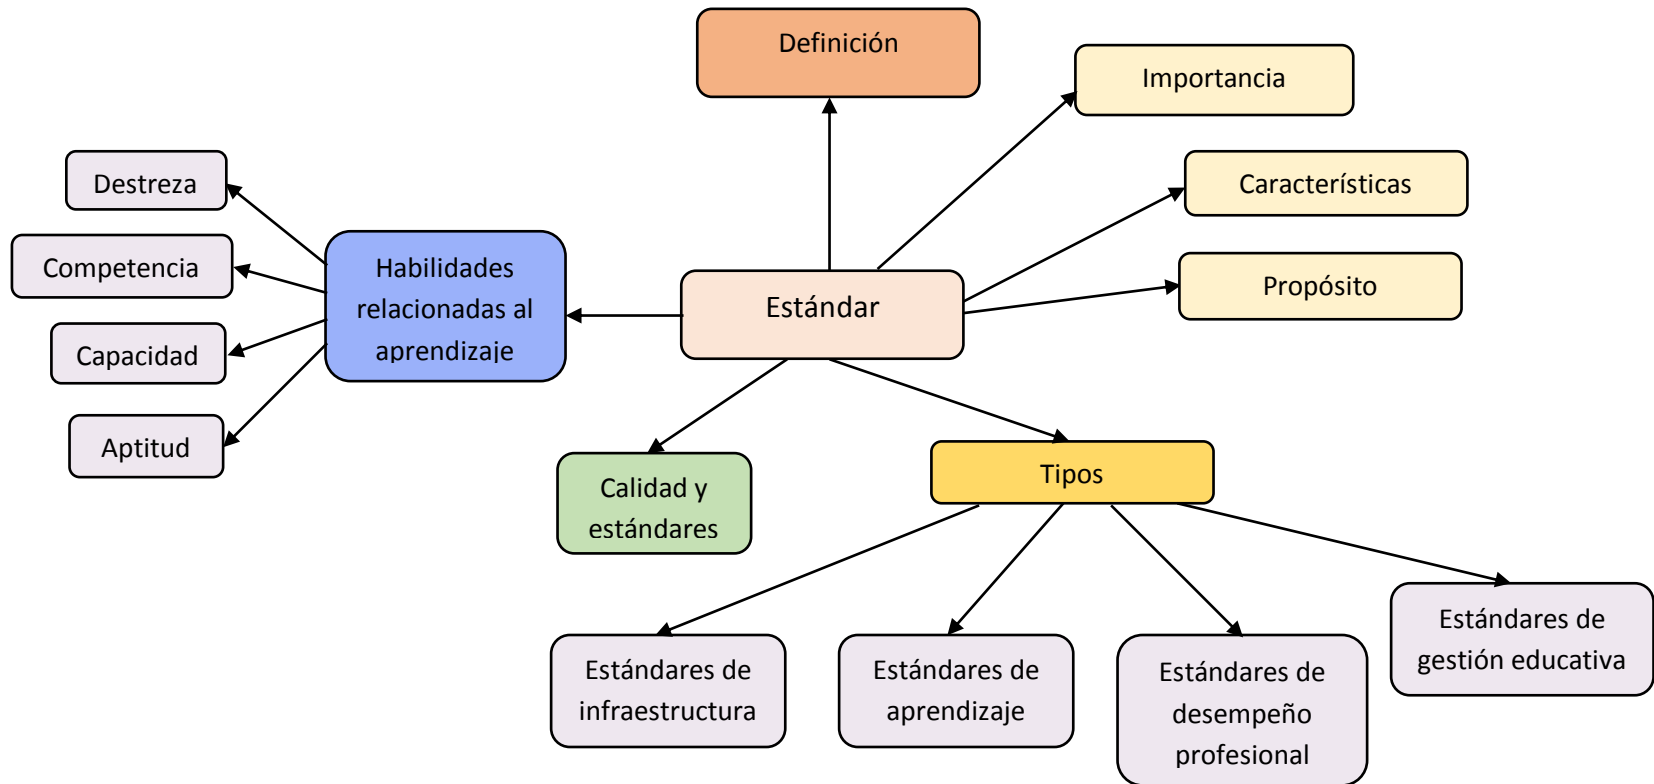 Definición
Importancia
Destreza
Características
Competencia
Habilidades
relacionadas al
aprendizaje
Propósito
Estándar
Capacidad
Aptitud
Calidad y
estándares
Tipos
Estándares de
infraestructura
Estándares de
aprendizaje
Estándares de
desempeño
profesional
Estándares de
gestión educativa